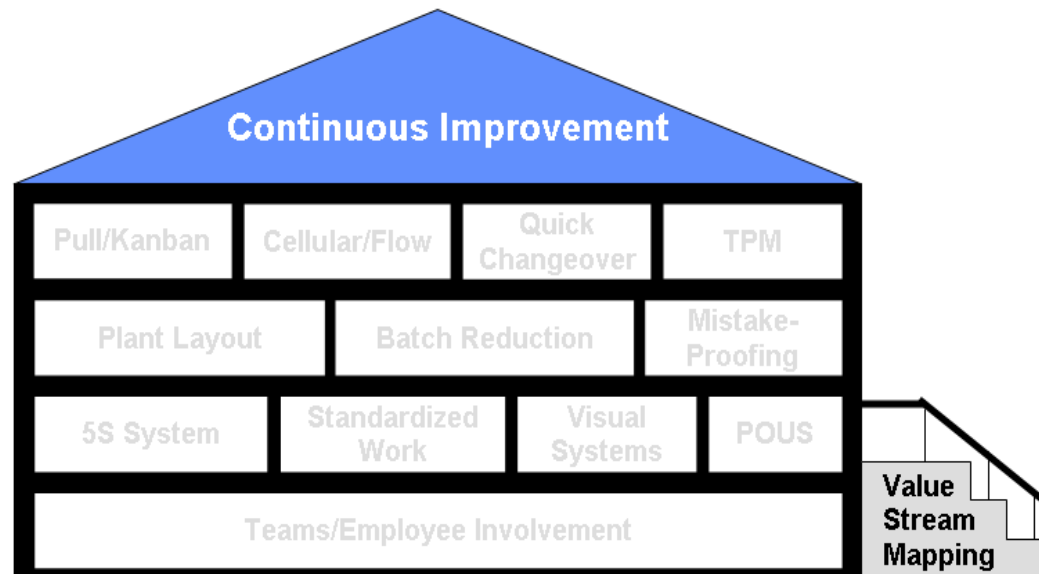 Continuous Improvement
Pull/Kanban
Cellular/Flow
Quick
Changeover
TPM
Plant Layout
Batch Reduction
Mistake-
Proofing
5S System
Standardized
Work
Visual
Systems
POUS
Teams/Employee Involvement
Value
Stream
Mapping